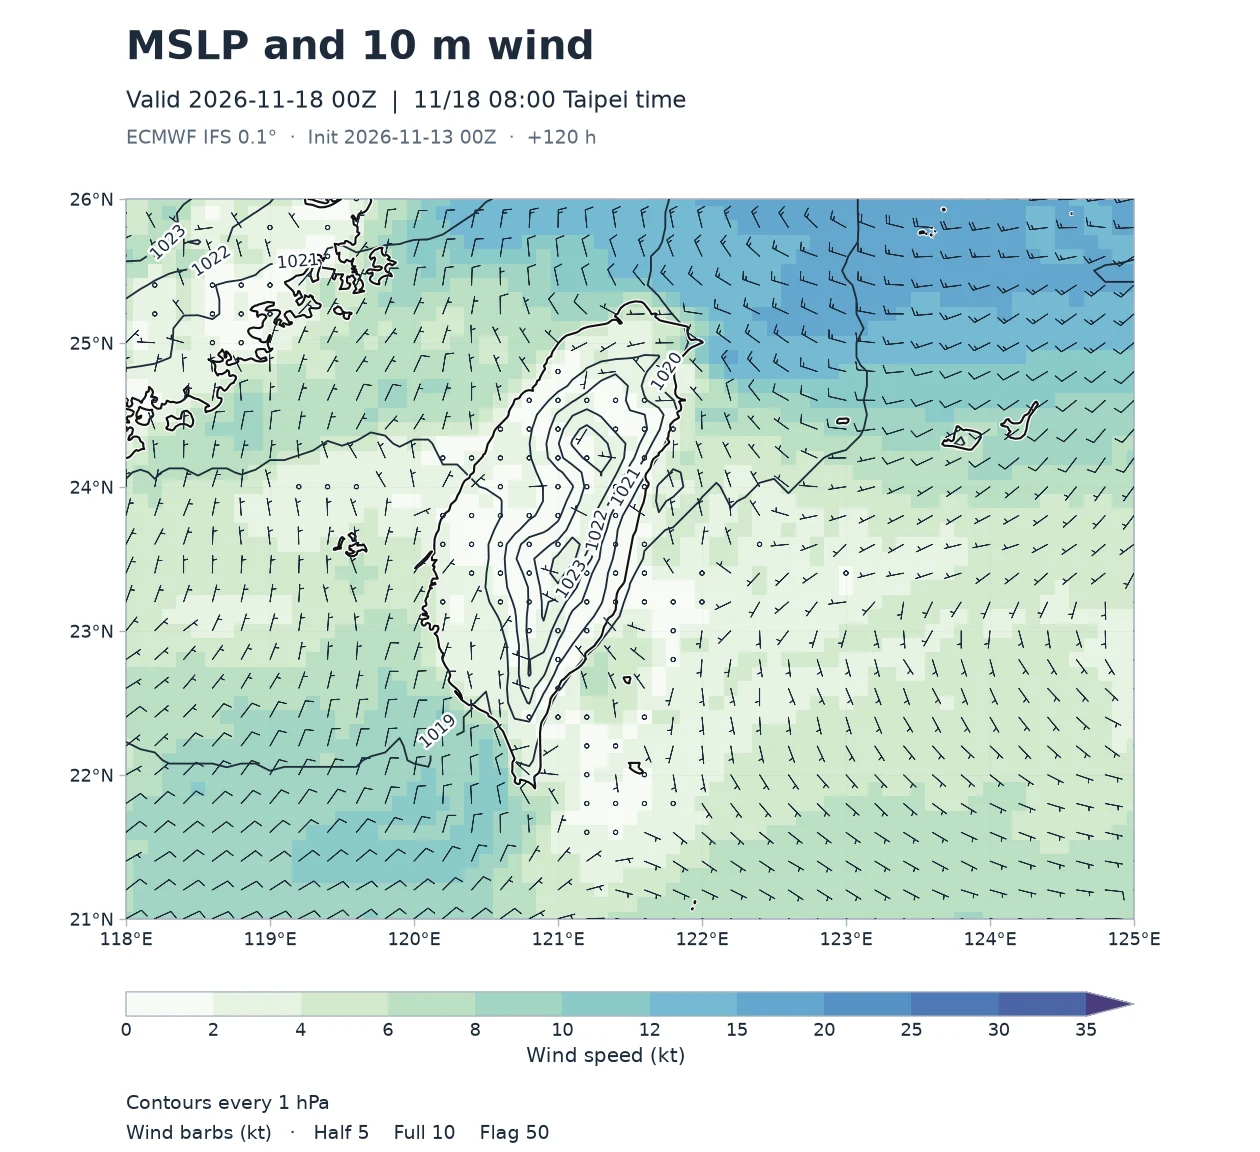 MSLP and 10 m wind
Valid 2026-11-18 00Z | 11/18 08:00 Taipei time
ECMWF IFS 0.1° · Init 2026-11-13 00Z · +120 h
26°N
1023
1022
1021
25°N
1020
24°N
1021
1022
1023
23°N
1019
22°N
21°N
118°E 119°E 120°E 121°E 122°E 123°E 124°E 125°E
0 2 4 6 8 10 12 15 20 25 30 35
Wind speed (kt)
Contours every 1 hPa
Wind barbs (kt) · Half 5 Full 10 Flag 50